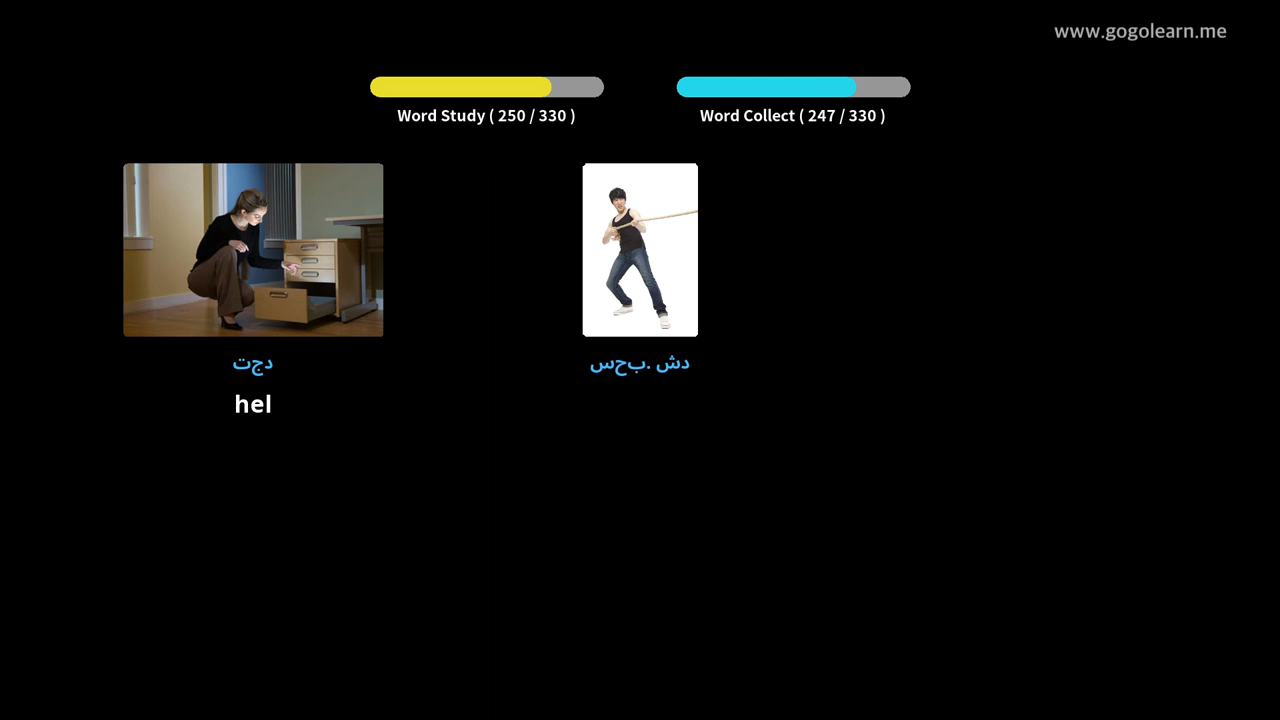 www.gogolearn.me
Word Study ( 250 / 330 )
Word Collect ( 247 / 330 )
دجت
دش .بحس
hel